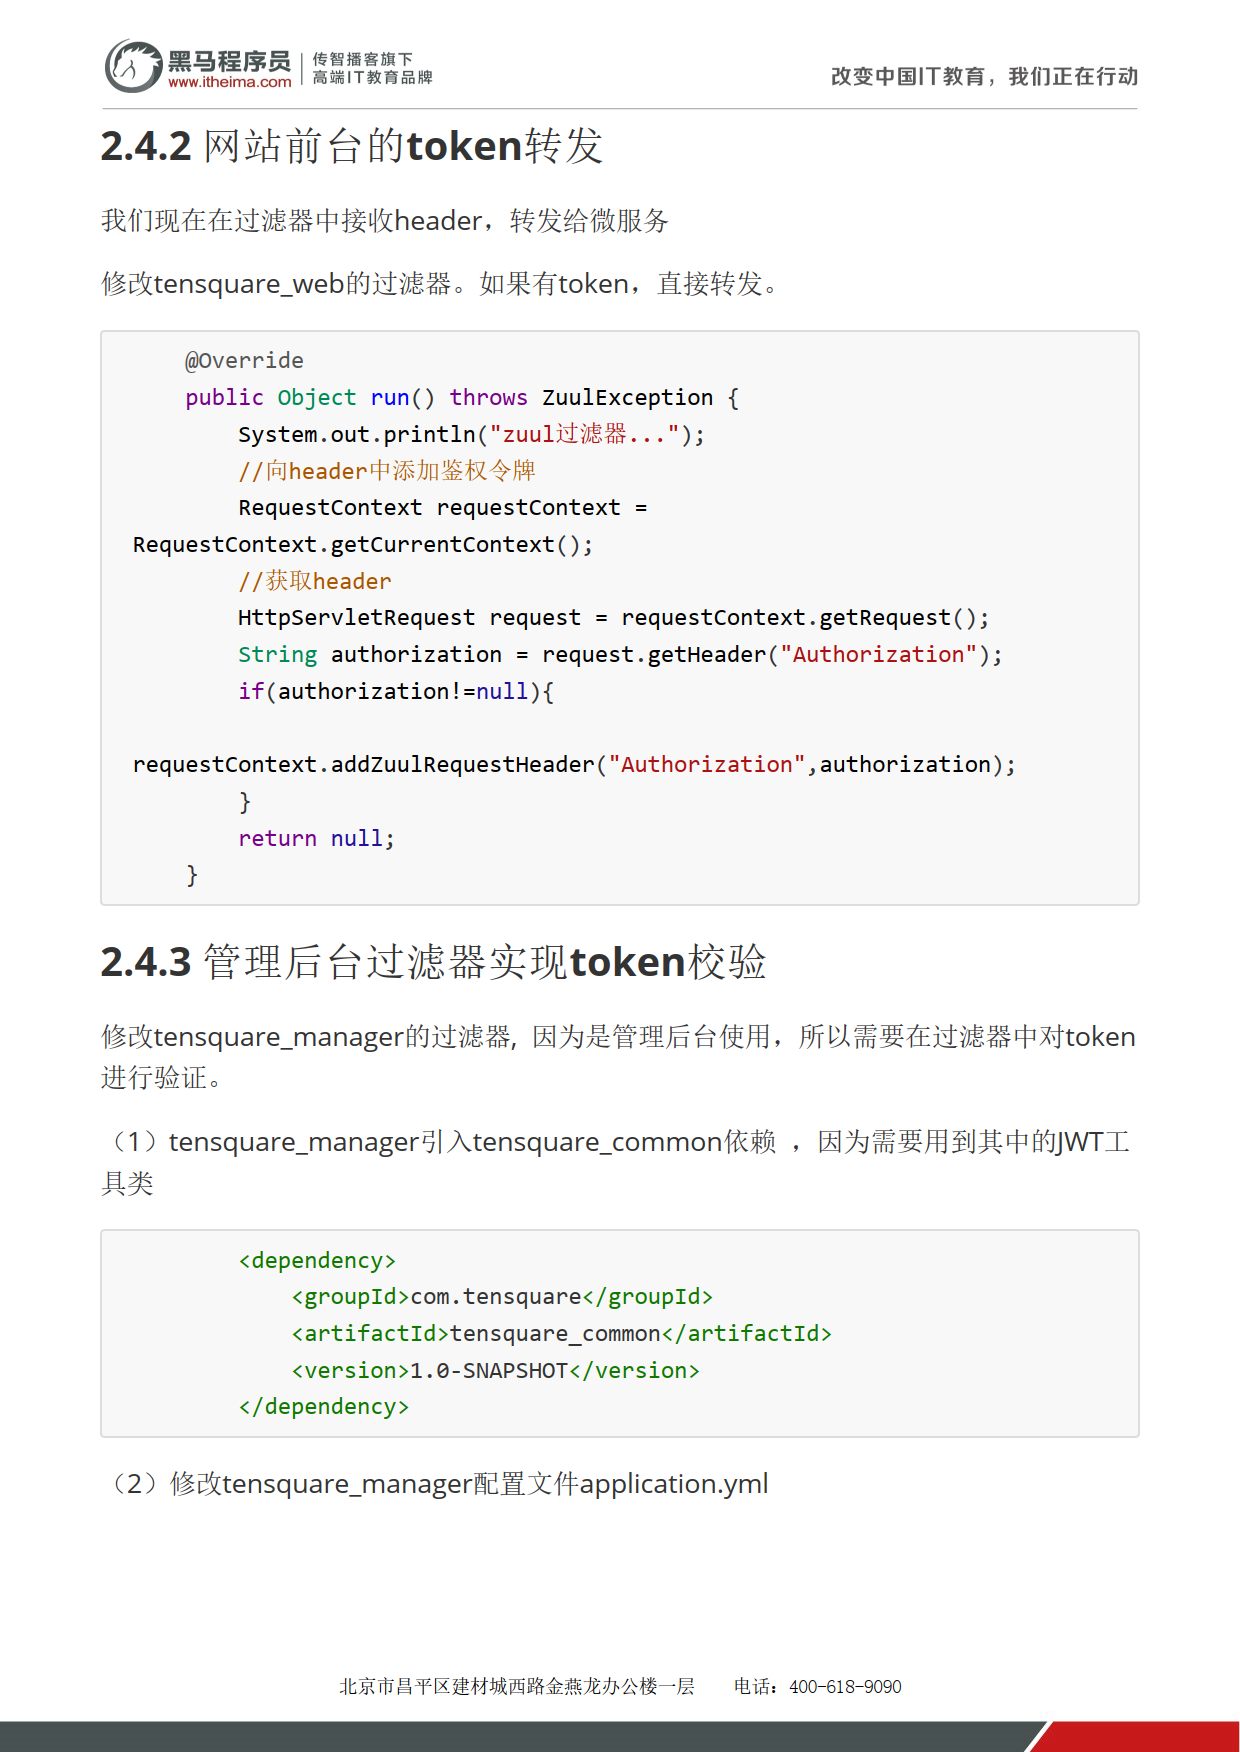 黑马程序员
www.itheima.com
传智播客旗下
高端IT教育品牌
改变中国IT教育，我们正在行动
2.4.2 网站前台的token转发
我们现在在过滤器中接收header，转发给微服务
修改tensquare_web的过滤器。如果有token，直接转发。
@Override
public Object run() throws ZuulException {
System.out.println("zuul过滤器...");
//向header中添加鉴权令牌
RequestContext requestContext =
RequestContext.getCurrentContext();
//获取header
HttpServletRequest request = requestContext.getRequest();
String authorization = request.getHeader("Authorization");
if(authorization!=null){
requestContext.addZuulRequestHeader("Authorization",authorization);
}
return null;
}
2.4.3 管理后台过滤器实现token校验
修改tensquare_manager的过滤器, 因为是管理后台使用，所以需要在过滤器中对token
进行验证。
（1）tensquare_manager引入tensquare_common依赖 ，因为需要用到其中的JWT工
具类
<dependency>
<groupId>com.tensquare</groupId>
<artifactId>tensquare_common</artifactId>
<version>1.0-SNAPSHOT</version>
</dependency>
（2）修改tensquare_manager配置文件application.yml
北京市昌平区建材城西路金燕龙办公楼一层 电话：400-618-9090